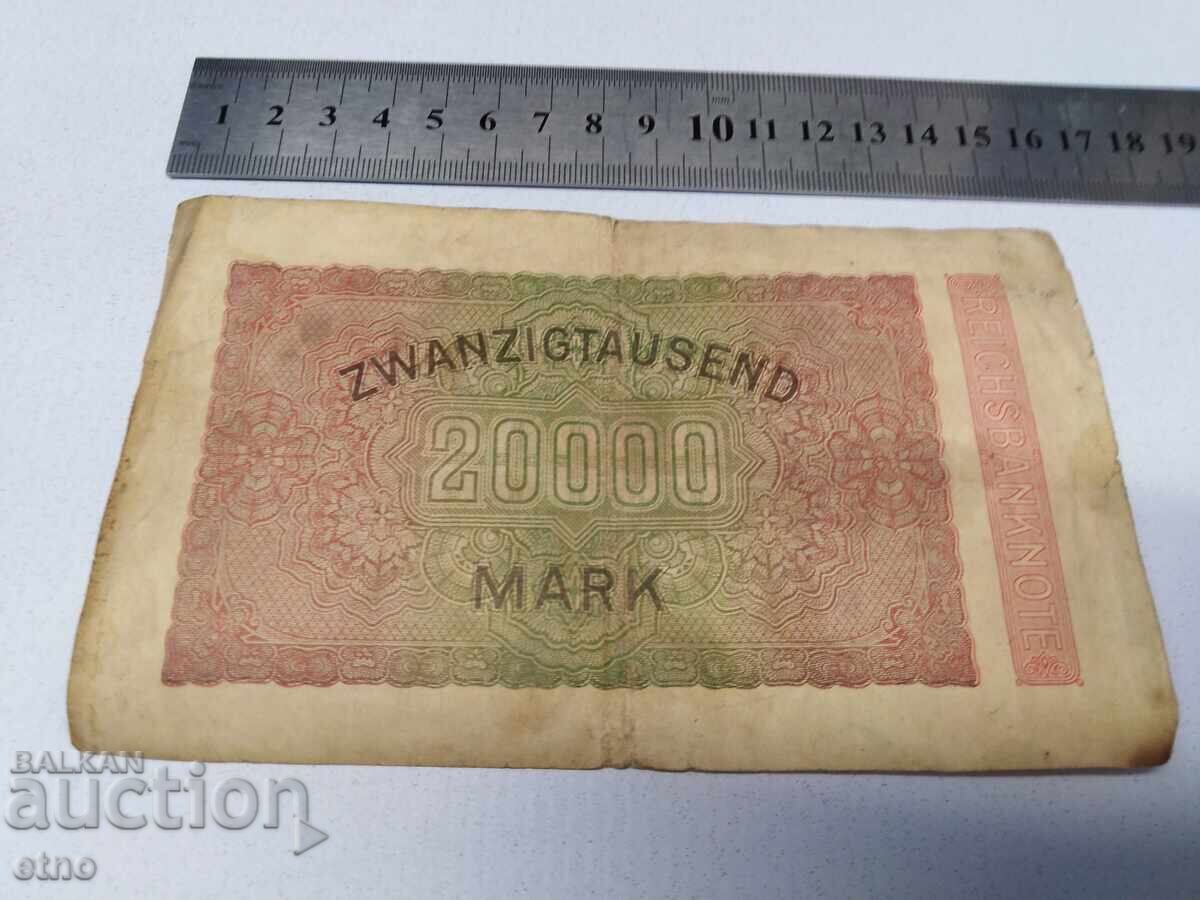 1 2 3 4 5 6 7 8 9 10 11 12 13 14 15 16 17 18 19
ZWANZIGTAUSEND
20000
MARK
REICHSBANKNOTE
BALKAN
auction
etno